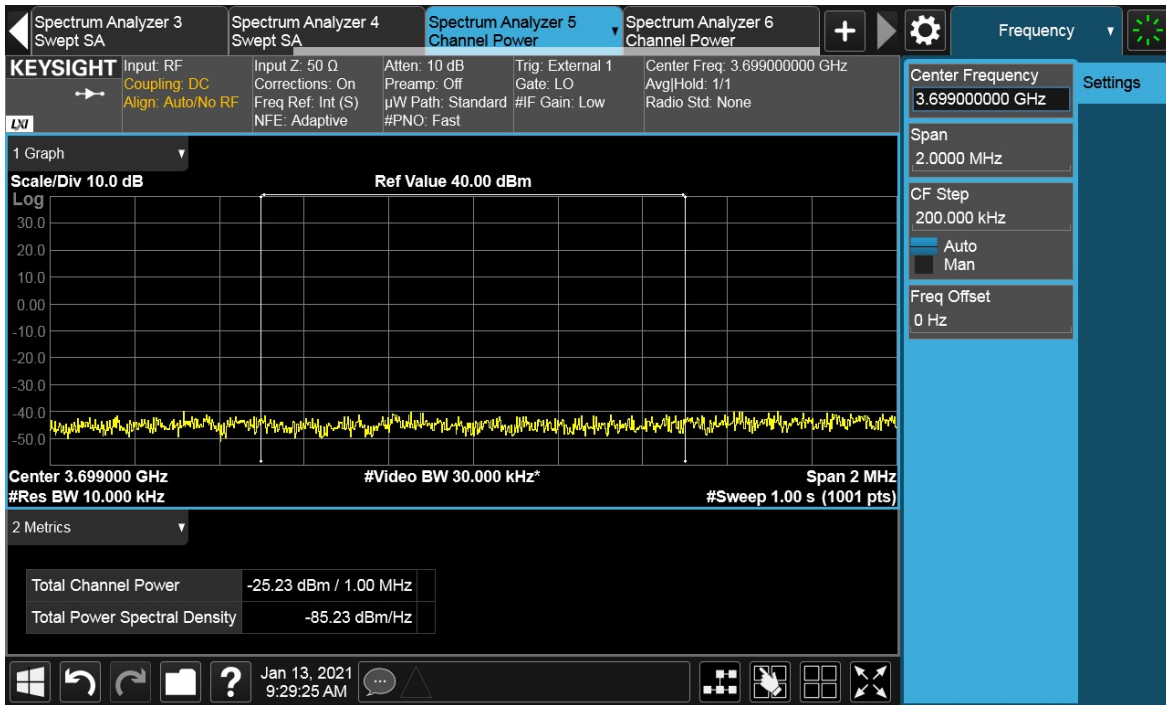 Spectrum Analyzer 3
Swept SA
Spectrum Analyzer 4
Swept SA
Spectrum Analyzer 5
Channel Power
Spectrum Analyzer 6
Channel Power
+
Frequency
KEYSIGHT
LXI
Input: RF
Coupling: DC
Align: Auto/No RF
Input Z: 50 Ω
Corrections: On
Freq Ref: Int (S)
NFE: Adaptive
Atten: 10 dB
Preamp: Off
µW Path: Standard
#PNO: Fast
Trig: External 1
Gate: LO
#IF Gain: Low
Center Freq: 3.699000000 GHz
Avg|Hold: 1/1
Radio Std: None
Center Frequency
3.699000000 GHz
Settings
Span
2.0000 MHz
CF Step
200.000 kHz
Auto
Man
Freq Offset
0 Hz
1 Graph
Scale/Div 10.0 dB
Ref Value 40.00 dBm
Log
30.0
20.0
10.0
0.00
-10.0
-20.0
-30.0
-40.0
-50.0
Center 3.699000 GHz
#Video BW 30.000 kHz*
Span 2 MHz
#Res BW 10.000 kHz
#Sweep 1.00 s (1001 pts)
2 Metrics
Total Channel Power -25.23 dBm / 1.00 MHz
Total Power Spectral Density -85.23 dBm/Hz
?
Jan 13, 2021
9:29:25 AM